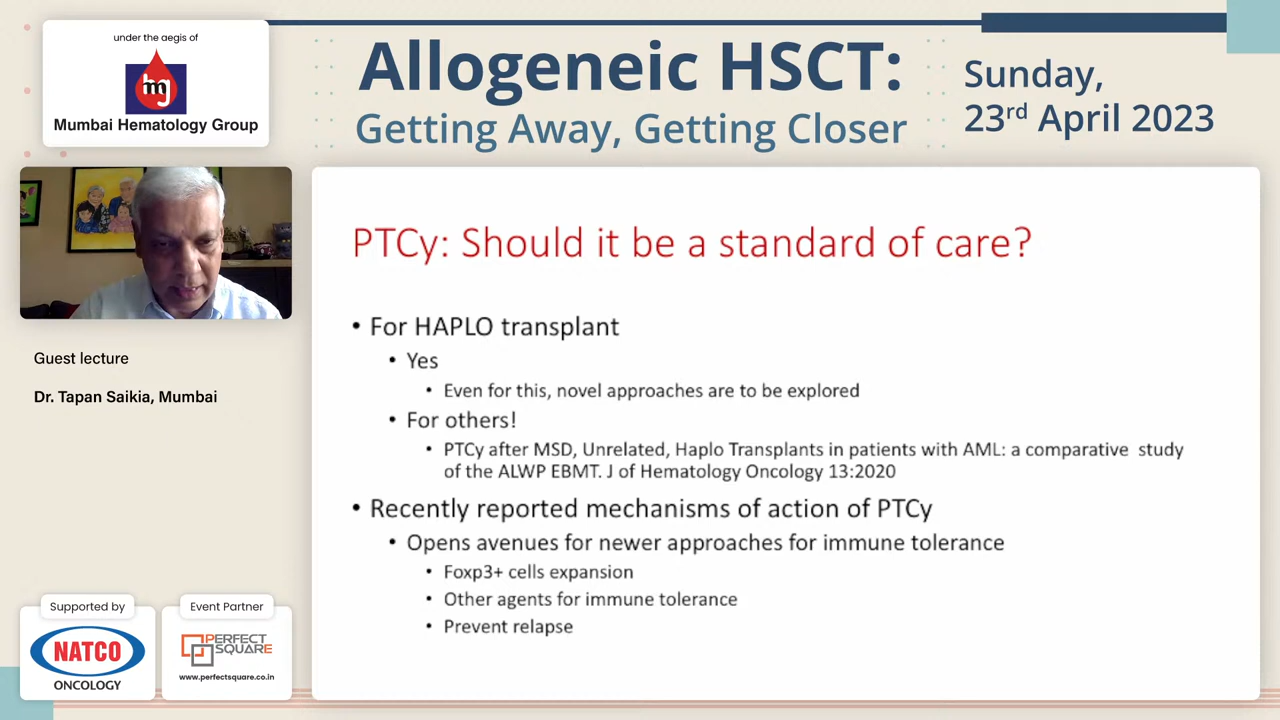 under the aegis of
mg
Mumbai Hematology Group
Allogeneic HSCT:
Getting Away, Getting Closer
Sunday,
23rd April 2023
Guest lecture
Dr. Tapan Saikia, Mumbai
PTCy: Should it be a standard of care?
• For HAPLO transplant
• Yes
• Even for this, novel approaches are to be explored
• For others!
• PTCy after MSD, Unrelated, Haplo Transplants in patients with AML: a comparative study
of the ALWP EBMT. J of Hematology Oncology 13:2020
• Recently reported mechanisms of action of PTCy
• Opens avenues for newer approaches for immune tolerance
• Foxp3+ cells expansion
• Other agents for immune tolerance
• Prevent relapse
Supported by
NATCO
ONCOLOGY
Event Partner
PERFECT
SQUARE
www.perfectsquare.co.in